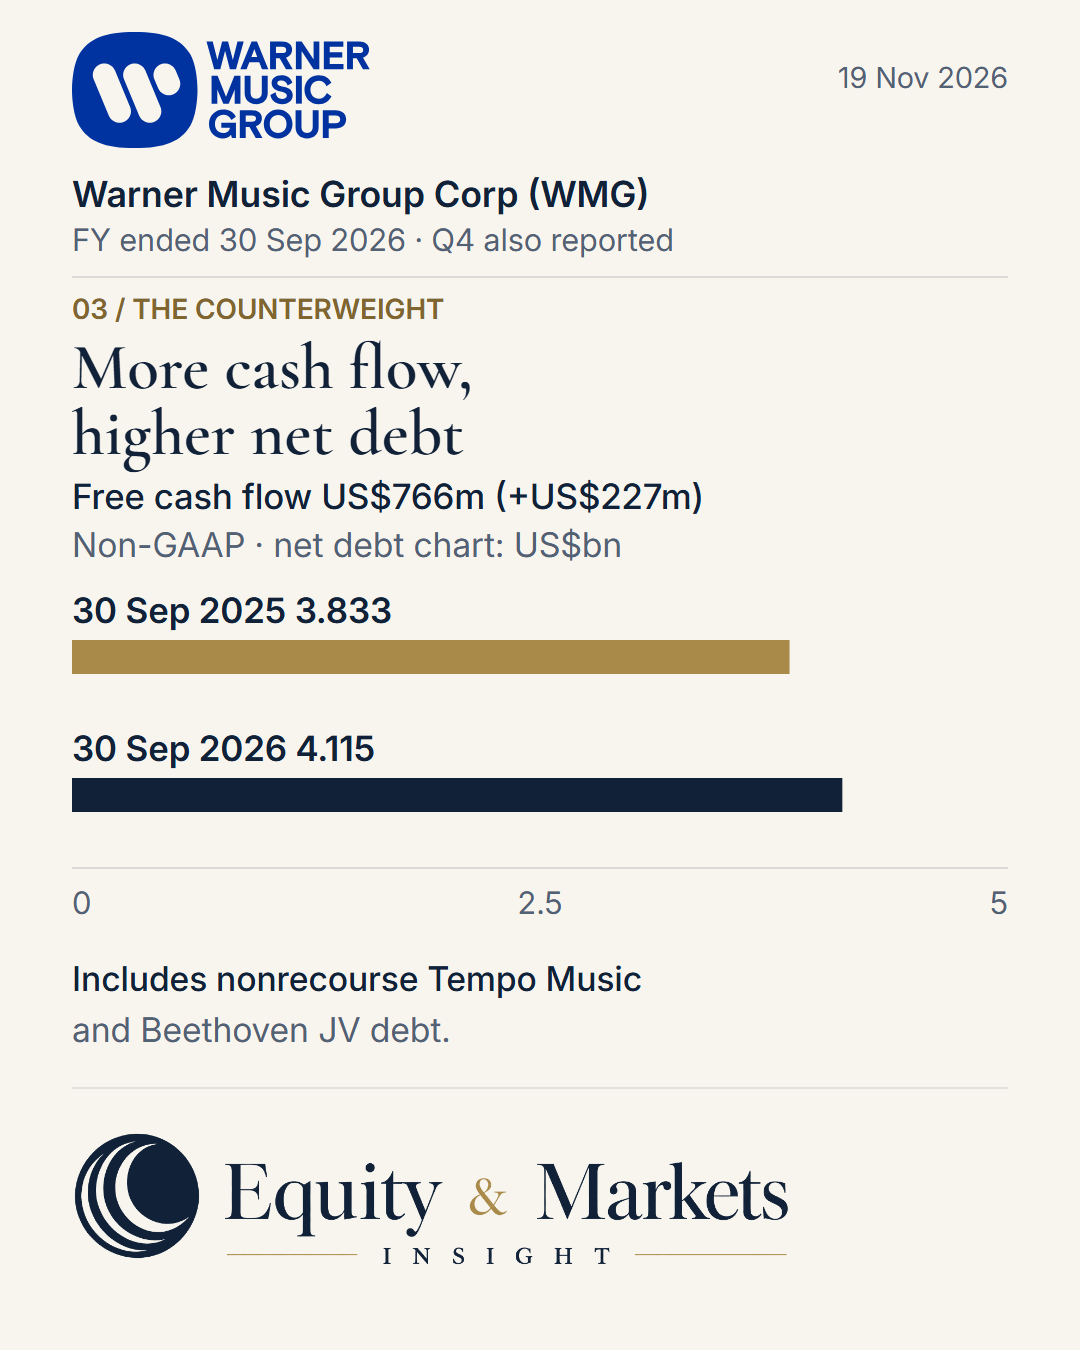 WARNER
MUSIC
GROUP
19 Nov 2026
Warner Music Group Corp (WMG)
FY ended 30 Sep 2026 · Q4 also reported
03 / THE COUNTERWEIGHT
More cash flow,
higher net debt
Free cash flow US$766m (+US$227m)
Non-GAAP · net debt chart: US$bn
30 Sep 2025 3.833
30 Sep 2026 4.115
0 2.5 5
Includes nonrecourse Tempo Music
and Beethoven JV debt.
Equity & Markets
INSIGHT